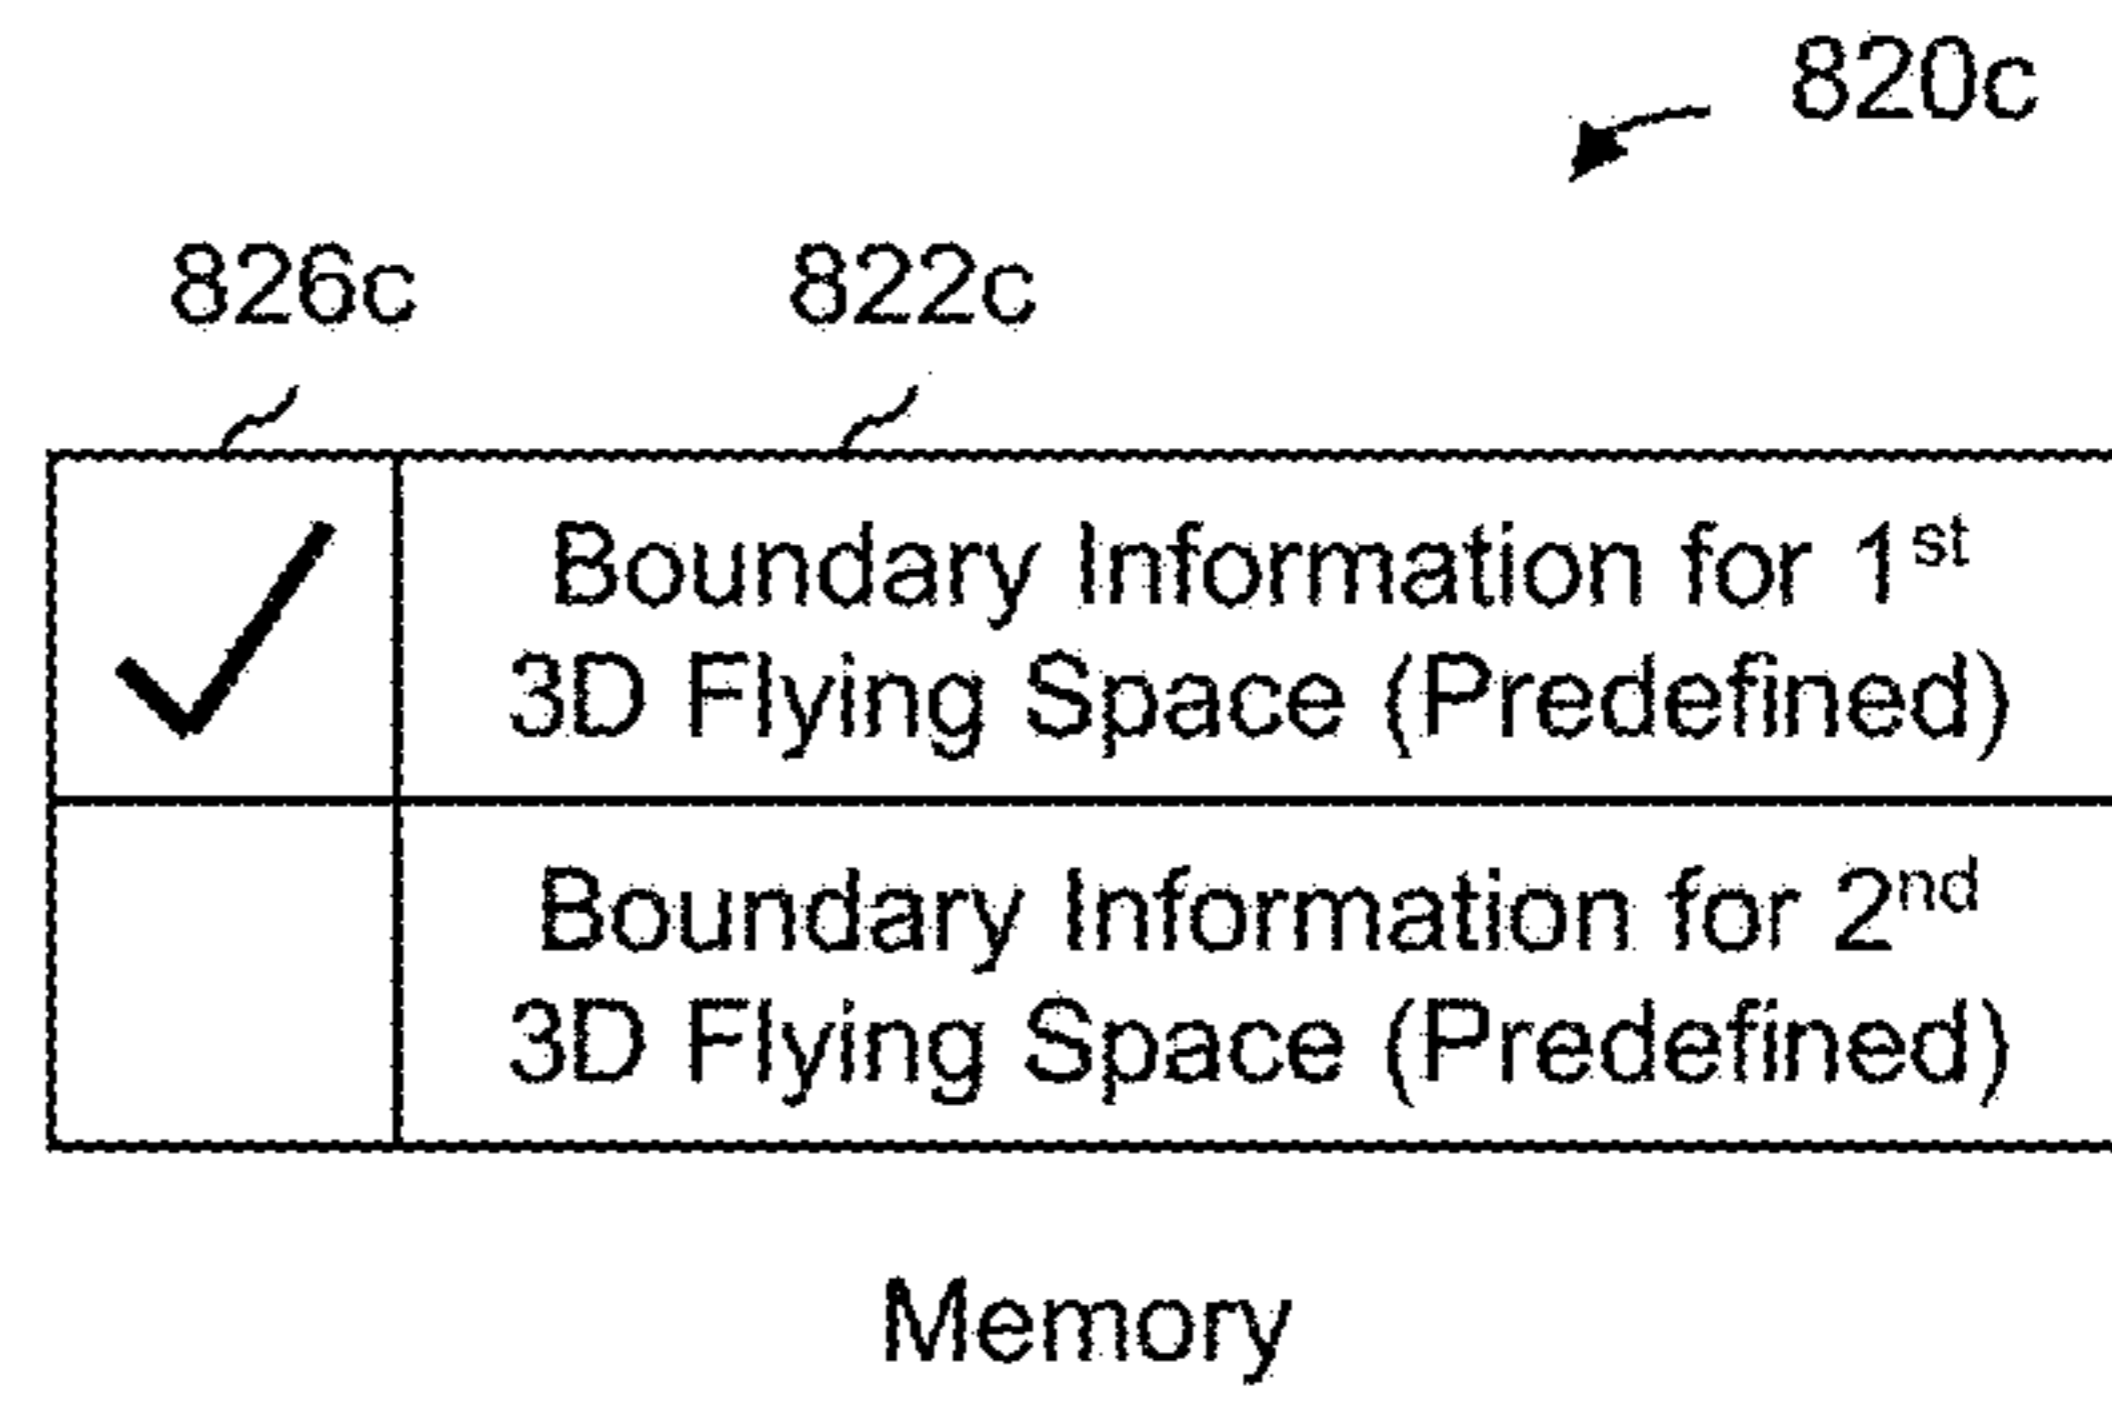 820c
826c 822c
Boundary Information for 1st
3D Flying Space (Predefined)
Boundary Information for 2nd
3D Flying Space (Predefined)
Memory